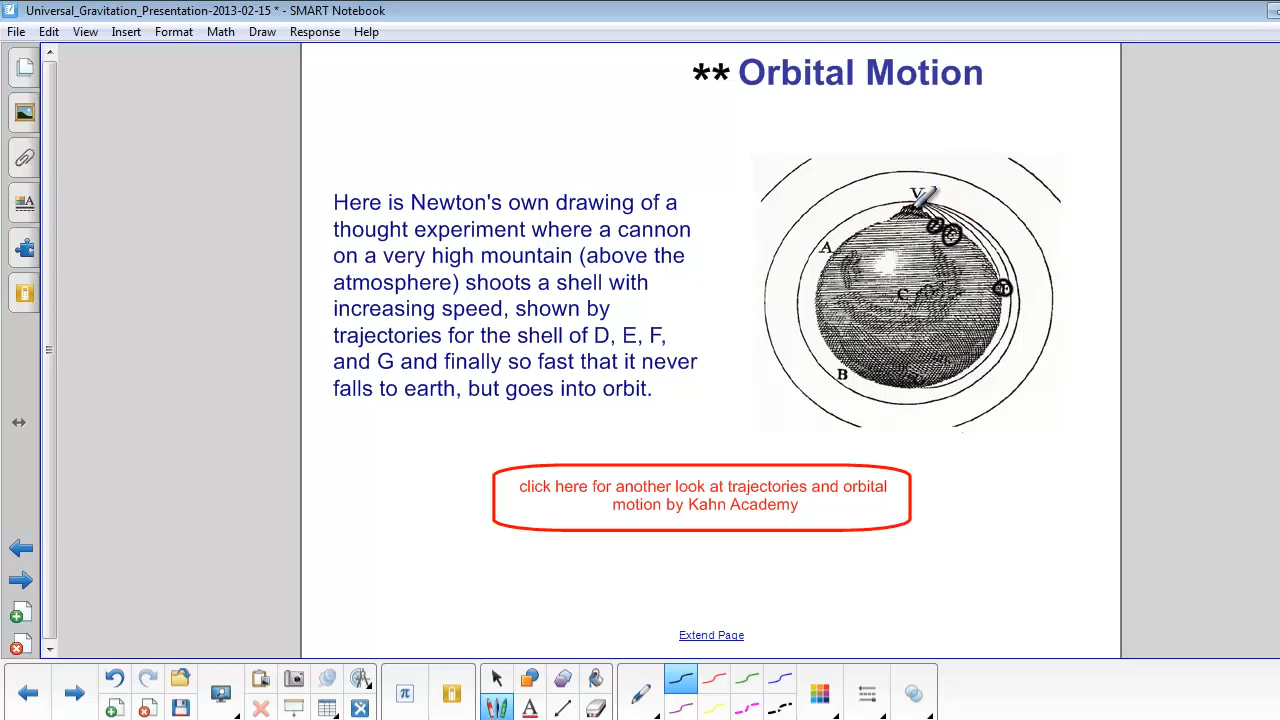 Universal_Gravitation_Presentation-2013-02-15 * - SMART Notebook
File Edit View Insert Format Math Draw Response Help
** Orbital Motion
Here is Newton's own drawing of a
thought experiment where a cannon
on a very high mountain (above the
atmosphere) shoots a shell with
increasing speed, shown by
trajectories for the shell of D, E, F,
and G and finally so fast that it never
falls to earth, but goes into orbit.
V
A
C
B
click here for another look at trajectories and orbital
motion by Kahn Academy
Extend Page